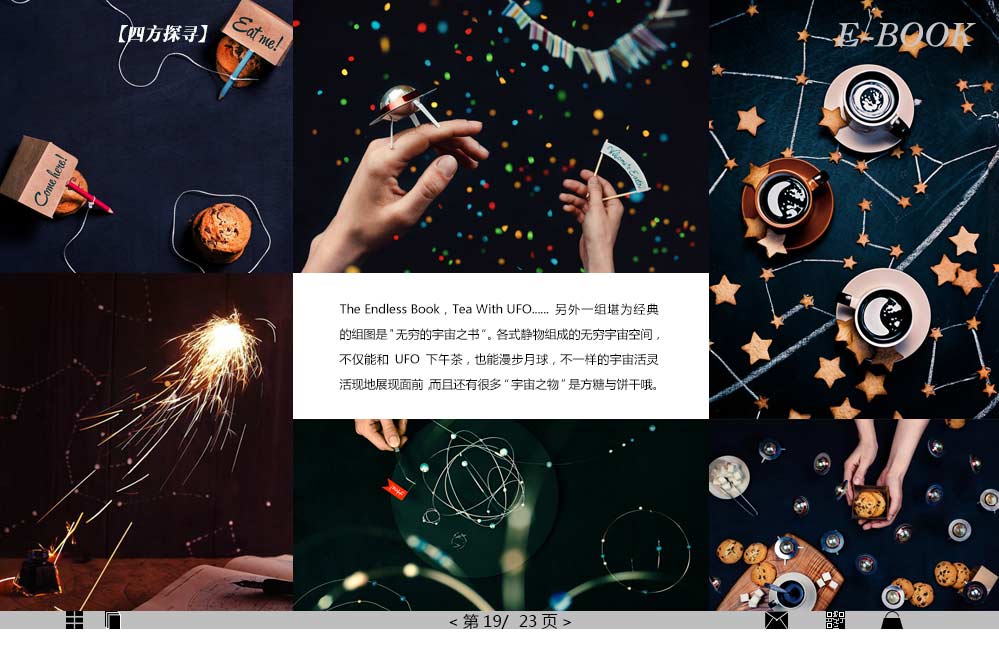 【四方探寻】
E-BOOK
Eat me!
Come here!
The Endless Book，Tea With UFO...... 另外一组堪为经典
的组图是“无穷的宇宙之书”。各式静物组成的无穷宇宙空间，
不仅能和 UFO 下午茶，也能漫步月球，不一样的宇宙活灵
活现地展现面前，而且还有很多“宇宙之物”是方糖与饼干哦。
< 第 19/ 23 页 >